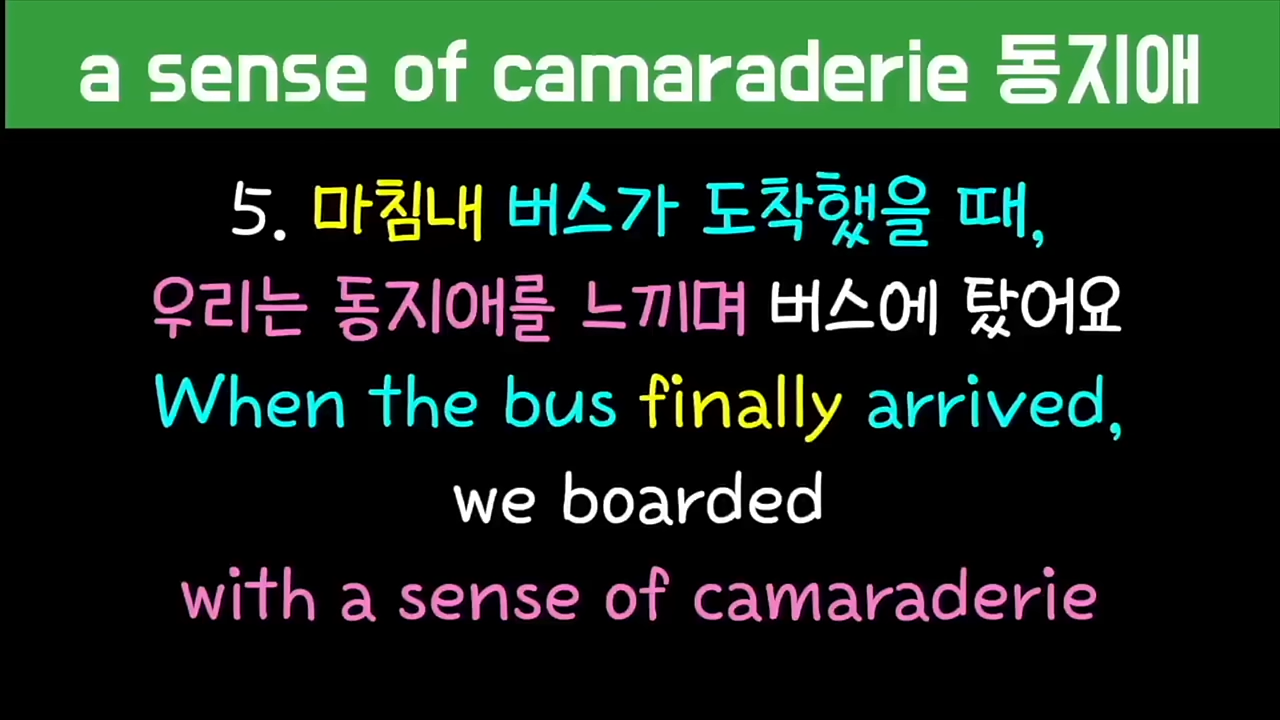 a sense of camaraderie 동지애
5. 마침내 버스가 도착했을 때,
우리는 동지애를 느끼며 버스에 탔어요
When the bus finally arrived,
we boarded
with a sense of camaraderie